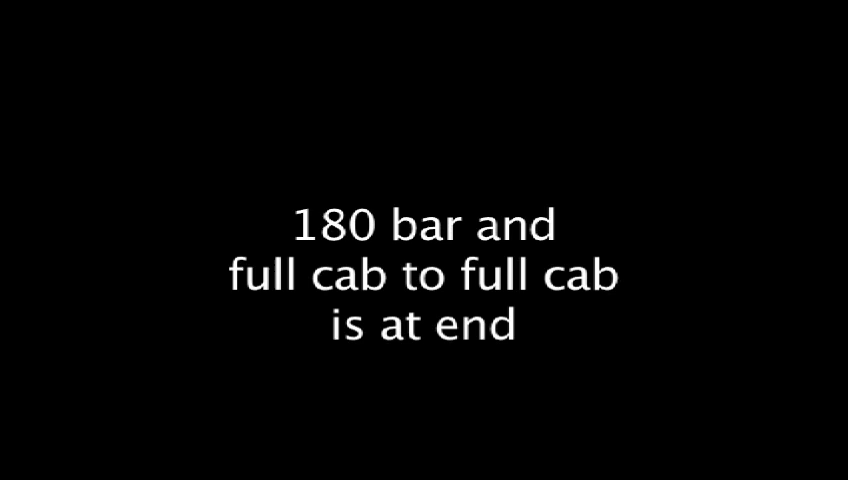 180 bar and
full cab to full cab
is at end